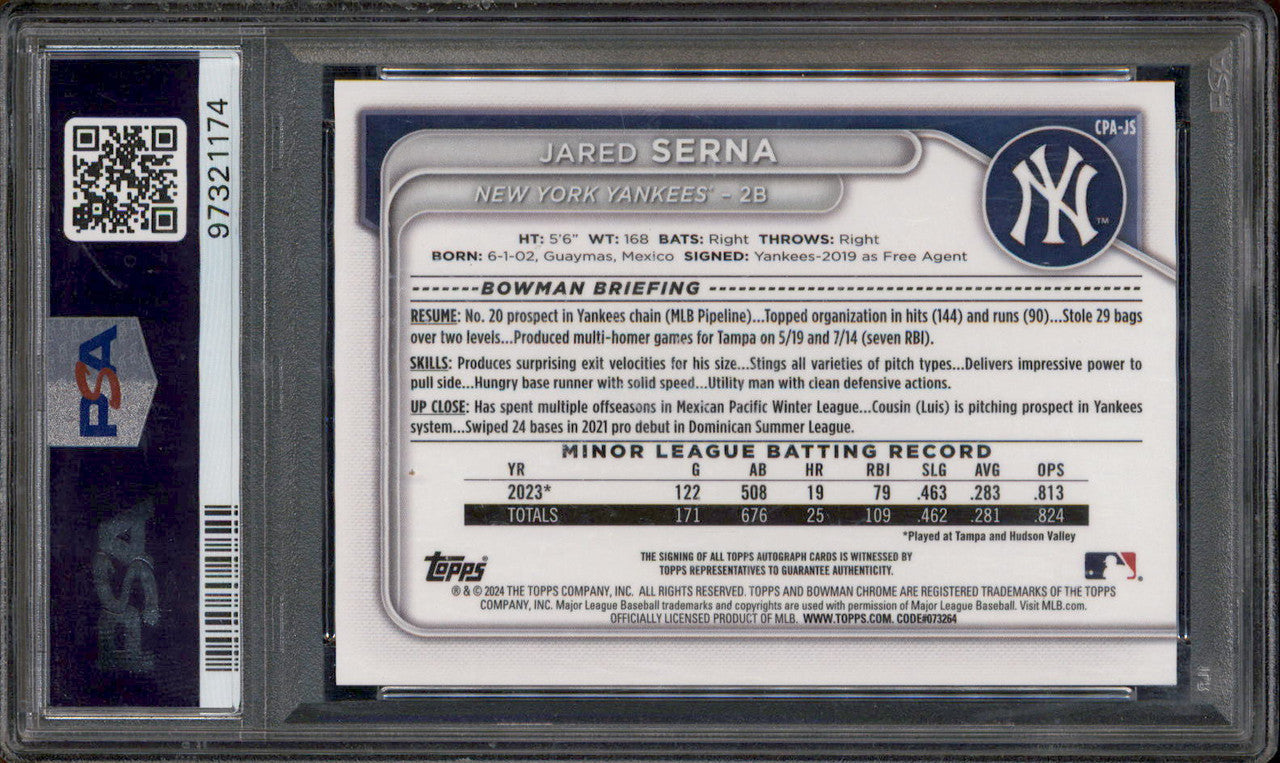 97321174
PSA
PSA
CPA-JS
JARED SERNA
NEW YORK YANKEES® – 2B
NY
™
HT: 5'6" WT: 168 BATS: Right THROWS: Right
BORN: 6-1-02, Guaymas, Mexico SIGNED: Yankees-2019 as Free Agent
-------BOWMAN BRIEFING -------
RESUME: No. 20 prospect in Yankees chain (MLB Pipeline)...Topped organization in hits (144) and runs (90)...Stole 29 bags
over two levels...Produced multi-homer games for Tampa on 5/19 and 7/14 (seven RBI).
SKILLS: Produces surprising exit velocities for his size...Stings all varieties of pitch types...Delivers impressive power to
pull side...Hungry base runner with solid speed...Utility man with clean defensive actions.
UP CLOSE: Has spent multiple offseasons in Mexican Pacific Winter League...Cousin (Luis) is pitching prospect in Yankees
system...Swiped 24 bases in 2021 pro debut in Dominican Summer League.
MINOR LEAGUE BATTING RECORD
YR G AB HR RBI SLG AVG OPS
2023* 122 508 19 79 .463 .283 .813
TOTALS 171 676 25 109 .462 .281 .824
*Played at Tampa and Hudson Valley
Topps®
THE SIGNING OF ALL TOPPS AUTOGRAPH CARDS IS WITNESSED BY
TOPPS REPRESENTATIVES TO GUARANTEE AUTHENTICITY.
® & © 2024 THE TOPPS COMPANY, INC. ALL RIGHTS RESERVED. TOPPS AND BOWMAN CHROME ARE REGISTERED TRADEMARKS OF THE TOPPS
COMPANY, INC. Major League Baseball trademarks and copyrights are used with permission of Major League Baseball. Visit MLB.com.
OFFICIALLY LICENSED PRODUCT OF MLB. WWW.TOPPS.COM. CODE#073264
PSA